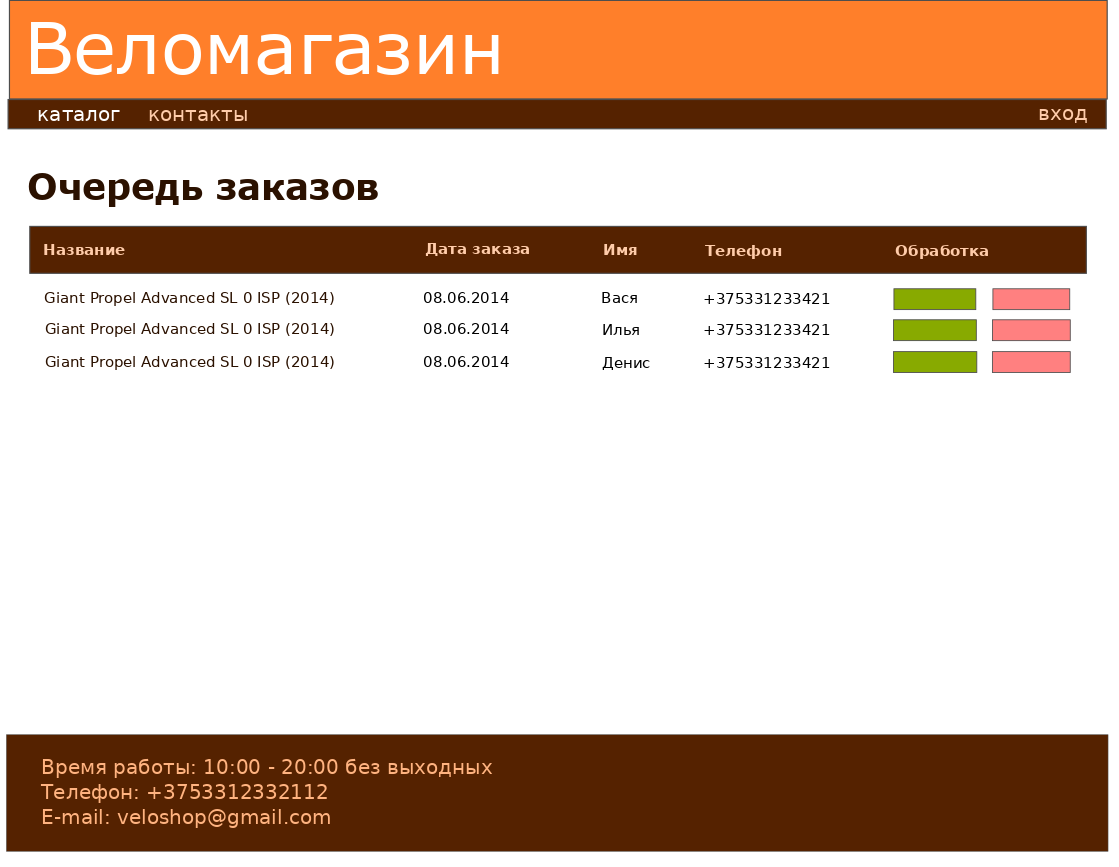 Веломагазин
каталог контакты вход
Очередь заказов
Название Дата заказа Имя Телефон Обработка
Giant Propel Advanced SL 0 ISP (2014) 08.06.2014 Вася +375331233421
Giant Propel Advanced SL 0 ISP (2014) 08.06.2014 Илья +375331233421
Giant Propel Advanced SL 0 ISP (2014) 08.06.2014 Денис +375331233421
Время работы: 10:00 - 20:00 без выходных
Телефон: +3753312332112
E-mail: veloshop@gmail.com